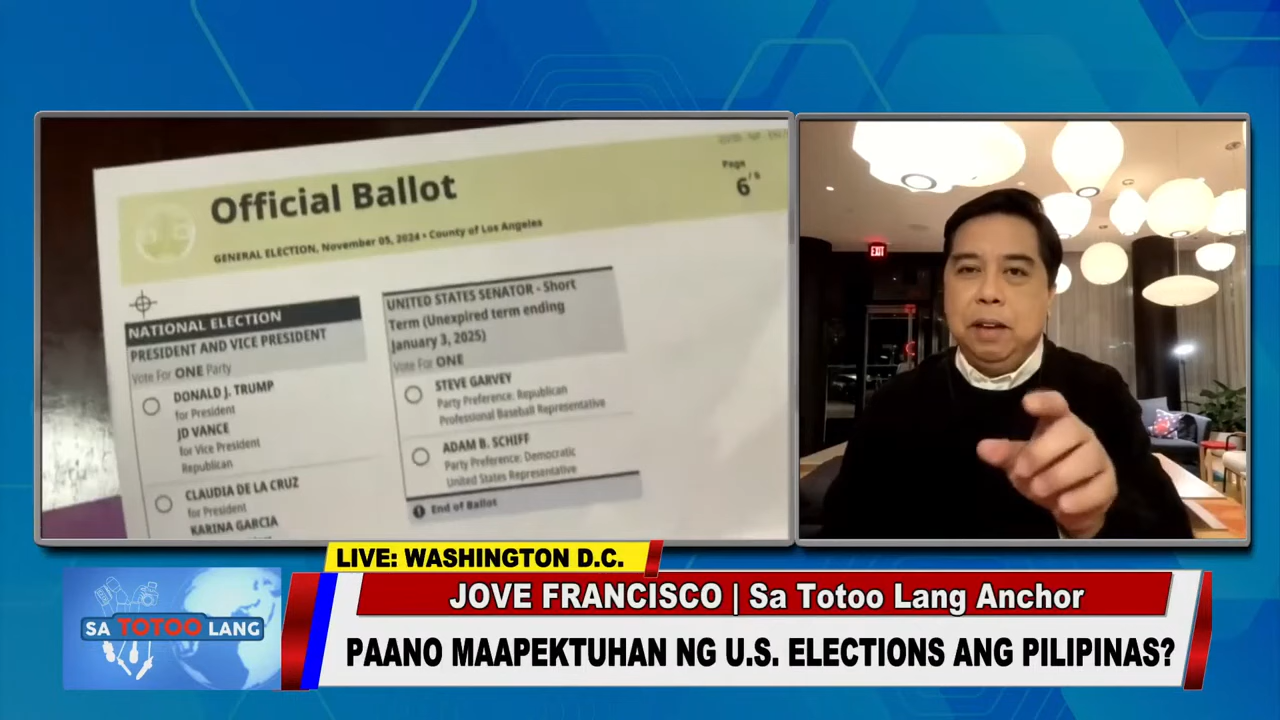 Official Ballot
Page
6/6
GENERAL ELECTION, November 05, 2024 • County of Los Angeles
NATIONAL ELECTION
PRESIDENT AND VICE PRESIDENT
Vote For ONE Party
DONALD J. TRUMP
for President
JD VANCE
for Vice President
Republican
CLAUDIA DE LA CRUZ
for President
KARINA GARCIA
UNITED STATES SENATOR - Short
Term (Unexpired term ending
January 3, 2025)
Vote For ONE
STEVE GARVEY
Party Preference: Republican
Professional Baseball Representative
ADAM B. SCHIFF
Party Preference: Democratic
United States Representative
End of Ballot
EXIT
LIVE: WASHINGTON D.C.
JOVE FRANCISCO | Sa Totoo Lang Anchor
SA TOTOO LANG
PAANO MAAPEKTUHAN NG U.S. ELECTIONS ANG PILIPINAS?